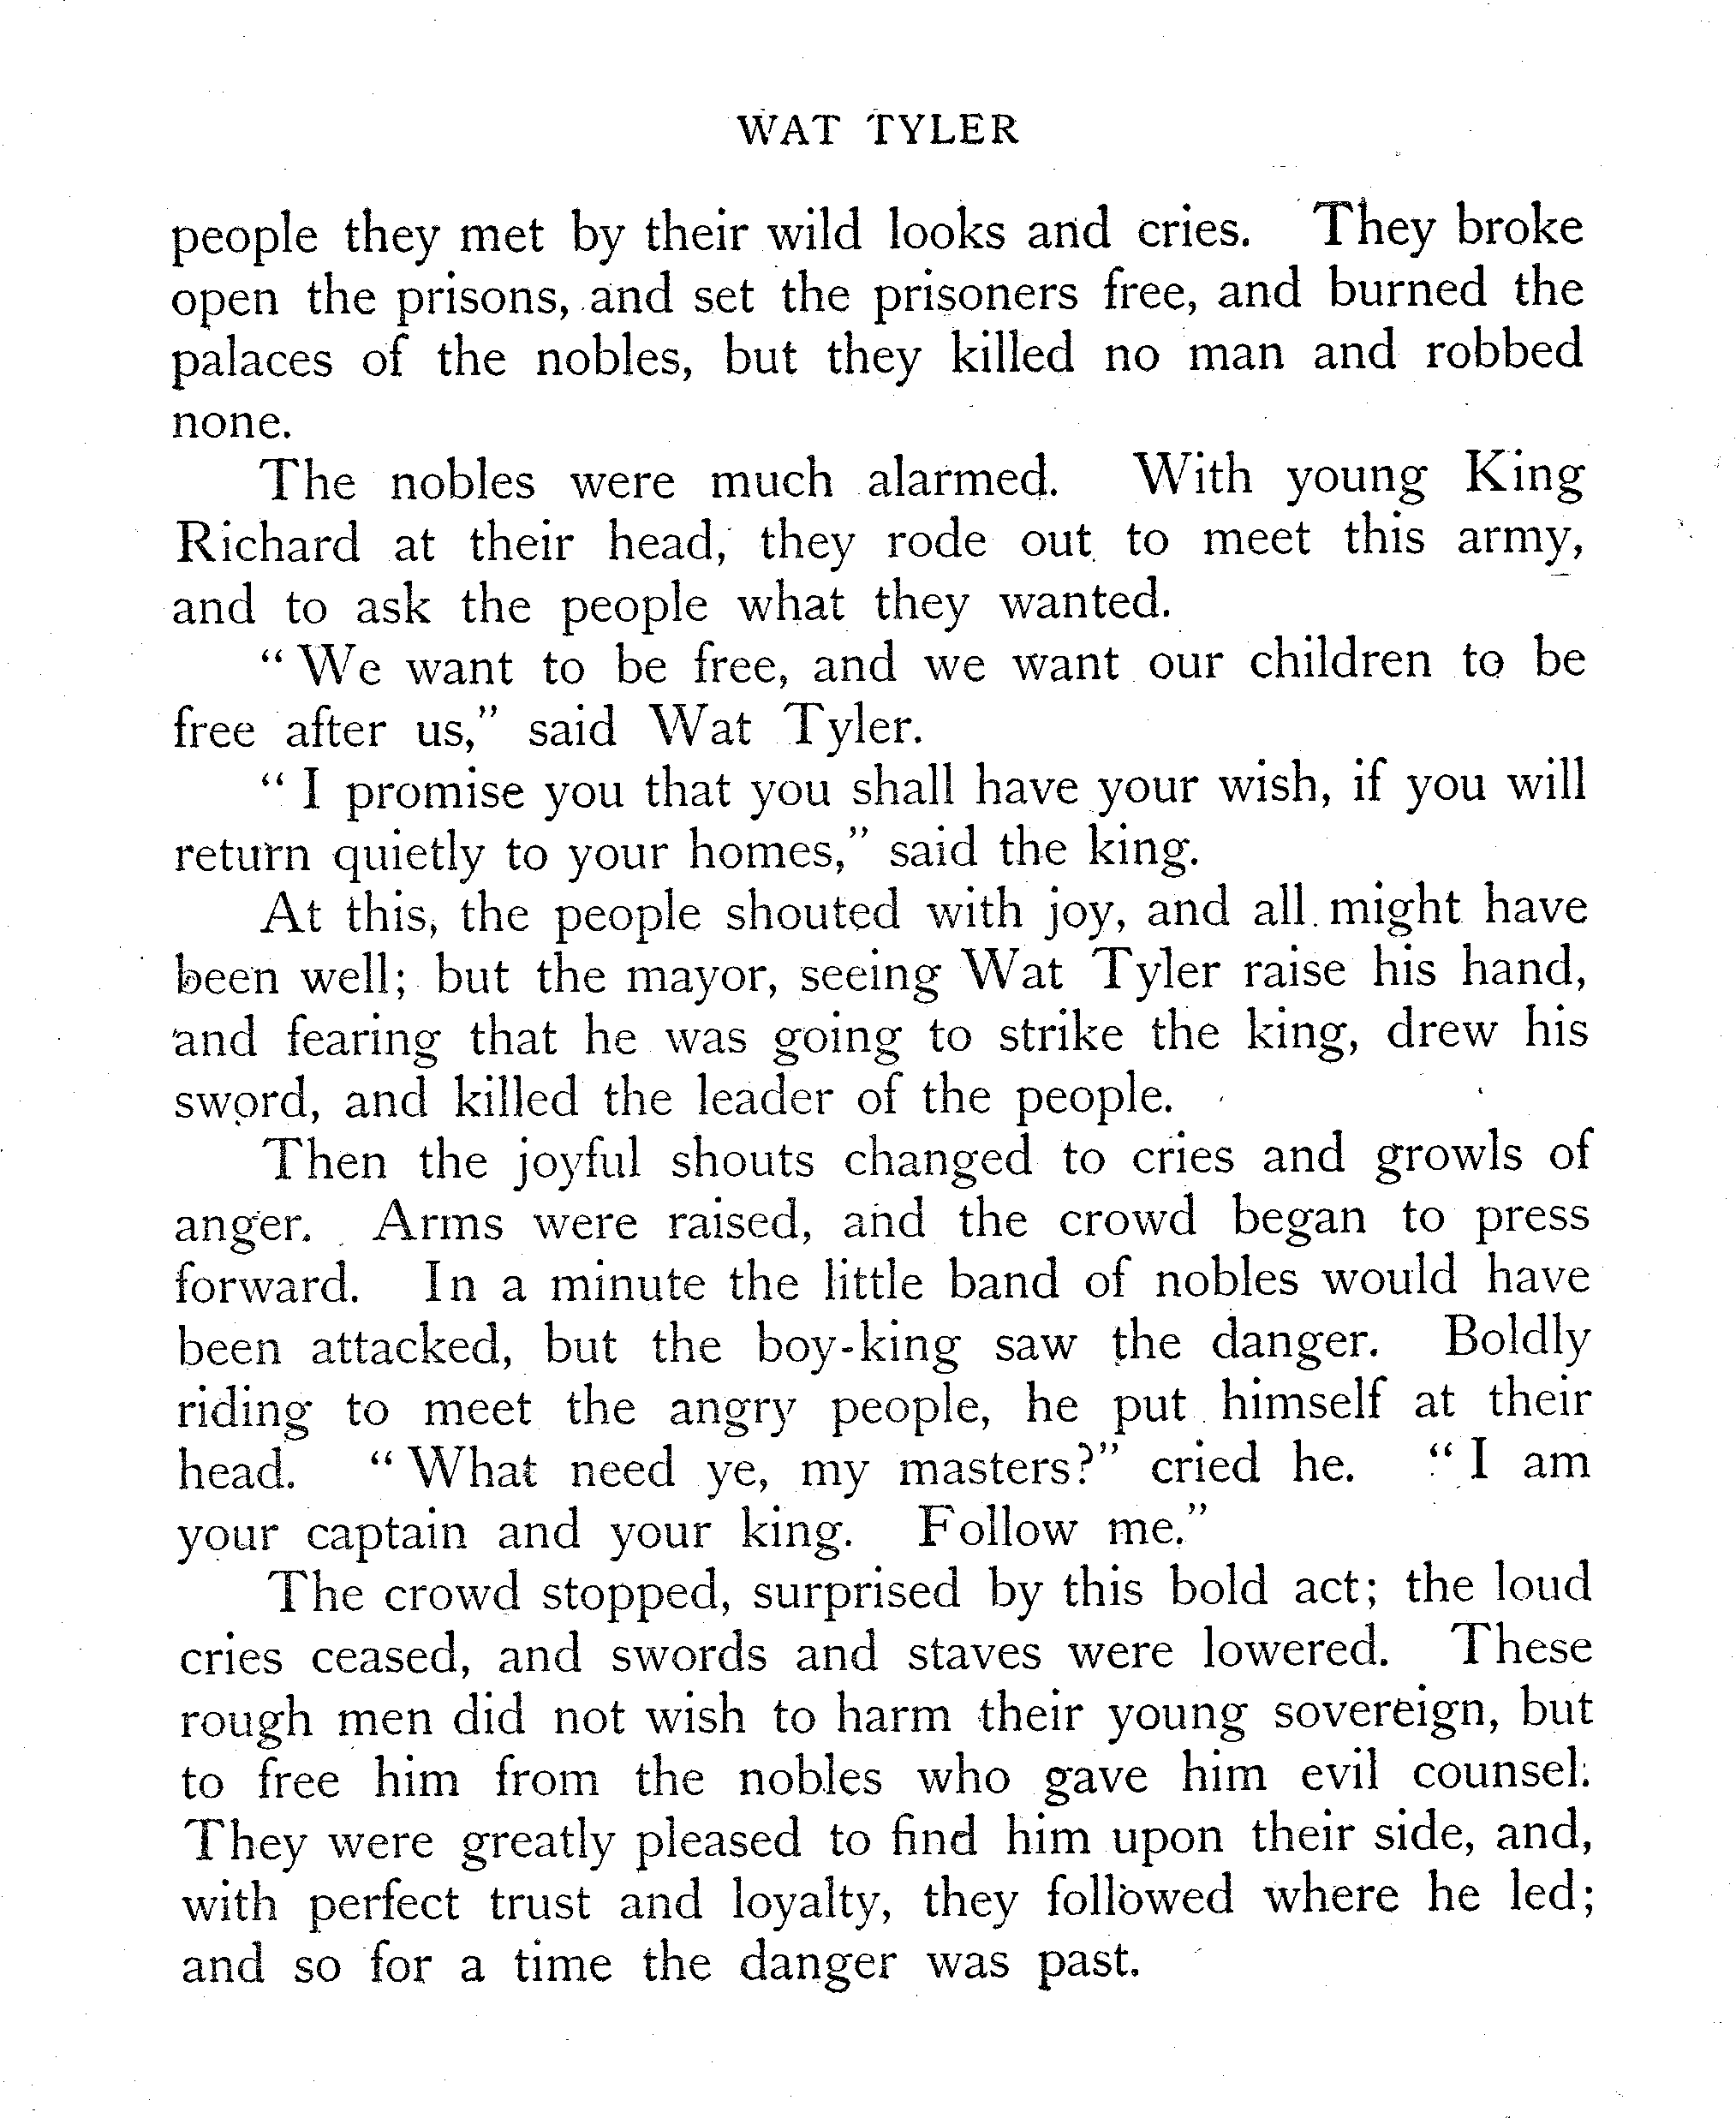 WAT TYLER
people they met by their wild looks and cries. They broke
open the prisons, and set the prisoners free, and burned the
palaces of the nobles, but they killed no man and robbed
none.
The nobles were much alarmed. With young King
Richard at their head, they rode out to meet this army,
and to ask the people what they wanted.
“We want to be free, and we want our children to be
free after us,” said Wat Tyler.
“I promise you that you shall have your wish, if you will
return quietly to your homes,” said the king.
At this, the people shouted with joy, and all might have
been well; but the mayor, seeing Wat Tyler raise his hand,
and fearing that he was going to strike the king, drew his
sword, and killed the leader of the people.
Then the joyful shouts changed to cries and growls of
anger. Arms were raised, and the crowd began to press
forward. In a minute the little band of nobles would have
been attacked, but the boy-king saw the danger. Boldly
riding to meet the angry people, he put himself at their
head. “What need ye, my masters?” cried he. “I am
your captain and your king. Follow me.”
The crowd stopped, surprised by this bold act; the loud
cries ceased, and swords and staves were lowered. These
rough men did not wish to harm their young sovereign, but
to free him from the nobles who gave him evil counsel.
They were greatly pleased to find him upon their side, and,
with perfect trust and loyalty, they followed where he led;
and so for a time the danger was past.